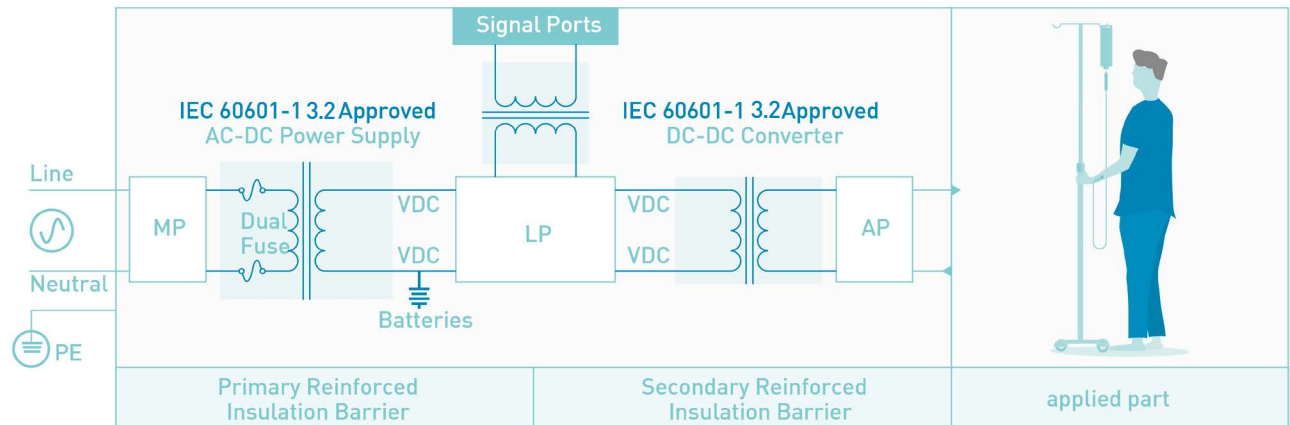 Signal Ports
IEC 60601-1 3.2 Approved
AC-DC Power Supply
IEC 60601-1 3.2 Approved
DC-DC Converter
Line
MP
Dual
Fuse
VDC
VDC
LP
VDC
VDC
AP
Neutral
Batteries
PE
Primary Reinforced
Insulation Barrier
Secondary Reinforced
Insulation Barrier
applied part